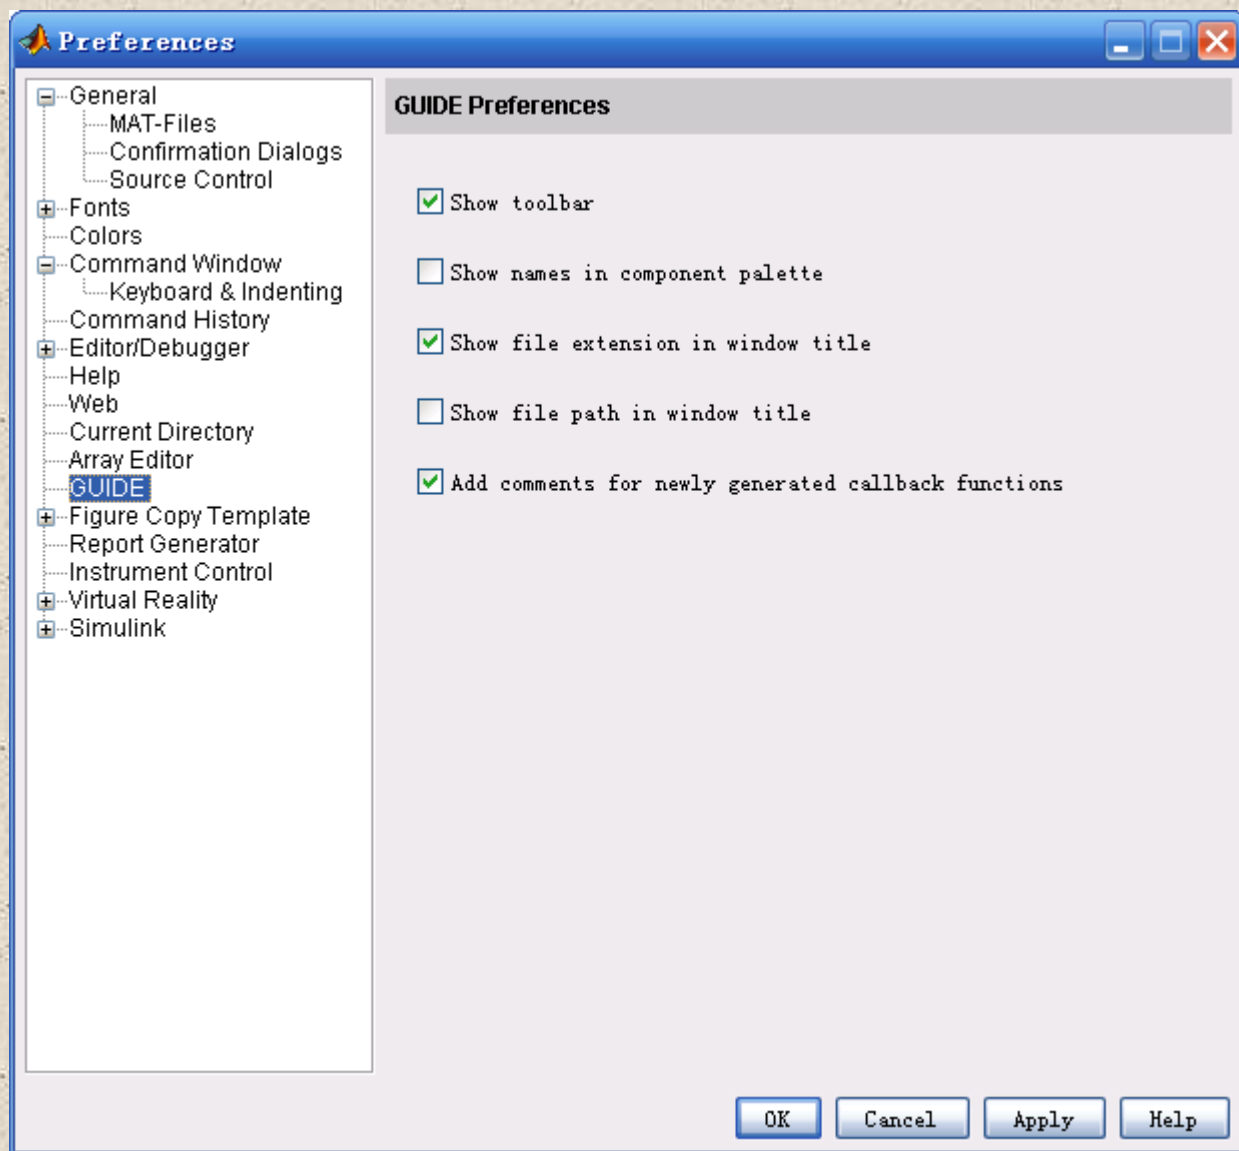 Preferences
General
MAT-Files
Confirmation Dialogs
Source Control
Fonts
Colors
Command Window
Keyboard & Indenting
Command History
Editor/Debugger
Help
Web
Current Directory
Array Editor
GUIDE
Figure Copy Template
Report Generator
Instrument Control
Virtual Reality
Simulink
GUIDE Preferences
Show toolbar
Show names in component palette
Show file extension in window title
Show file path in window title
Add comments for newly generated callback functions
OK Cancel Apply Help